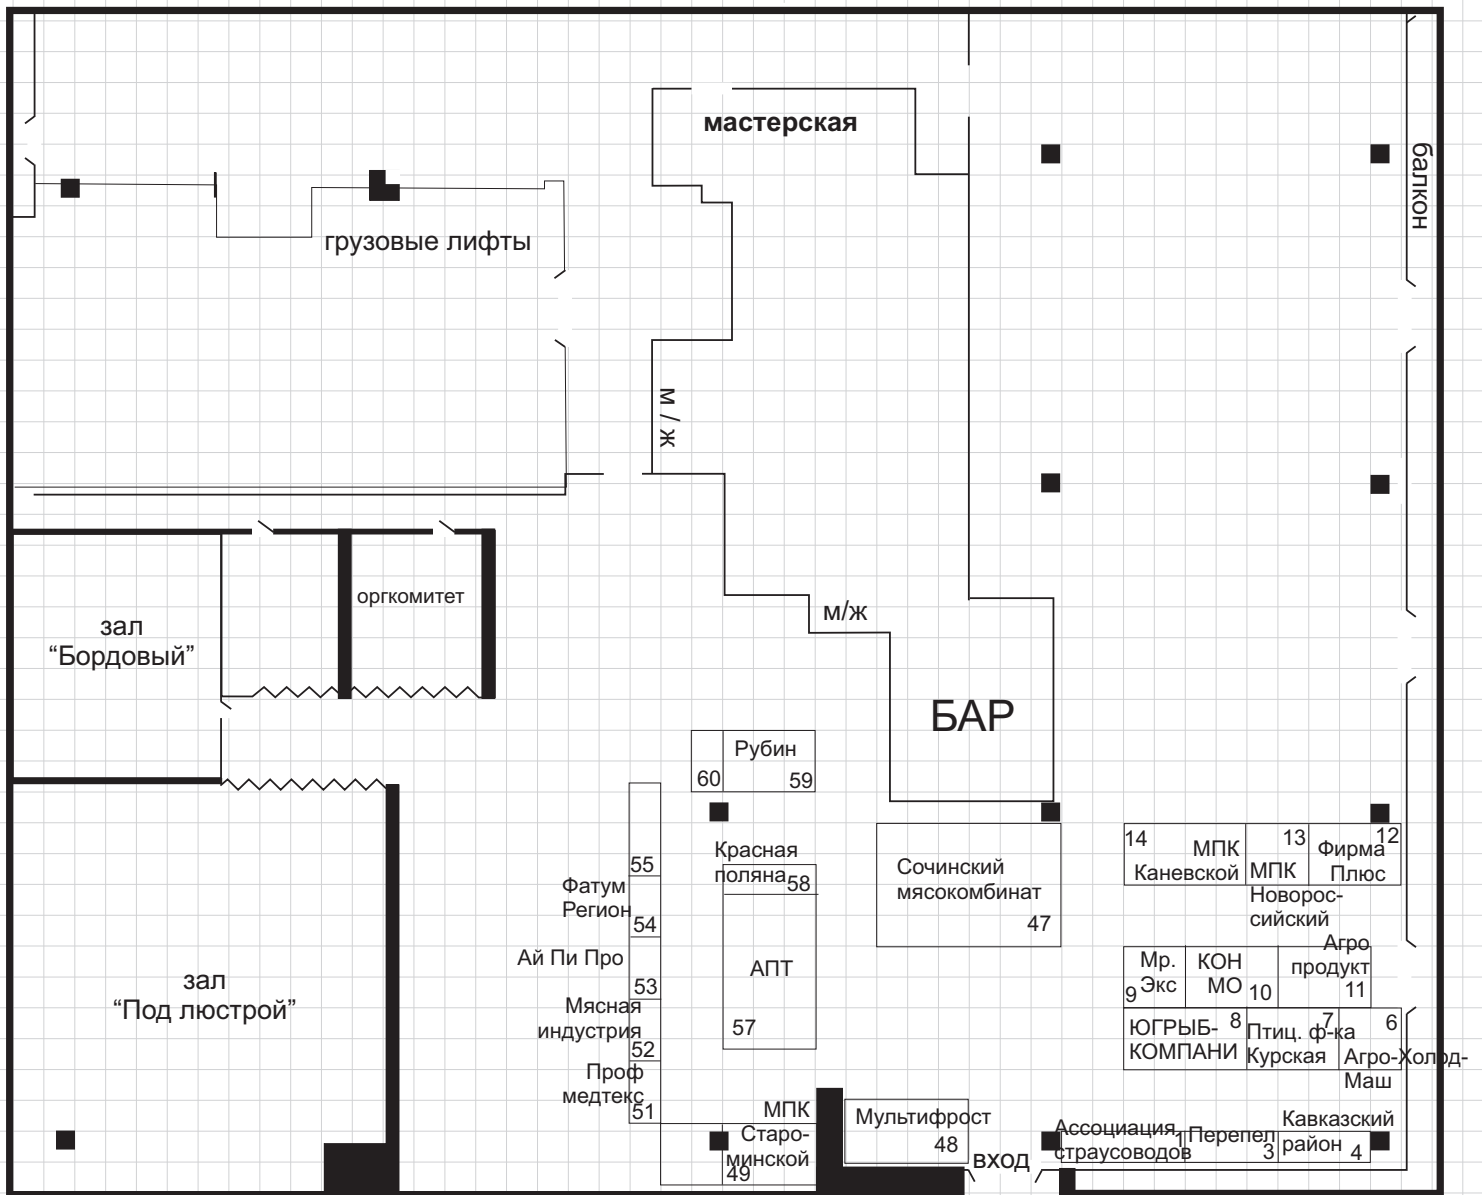 мастерская
балкон
грузовые лифты
м / ж
оргкомитет
зал
“Бордовый”
м/ж
БАР
Рубин
60
59
14
МПК
Каневской
13
МПК
Новорос-
сийский
12
Фирма
Плюс
Красная
поляна
58
Сочинский
мясокомбинат
47
55
Фатум
Регион
54
Ай Пи Про
53
Мясная
индустрия
52
Проф
медтекс
51
АПТ
57
зал
“Под люстрой”
Мр.
Экс
9
КОН
МО
10
Агро
продукт
11
ЮГРЫБ-
КОМПАНИ
8
Птиц. ф-ка
Курская
7
6
Агро-Холод-
Маш
МПК
Старо-
минской
49
Мультифрост
48
вход
Ассоциация
страусоводов
1
Перепел
3
Кавказский
район
4